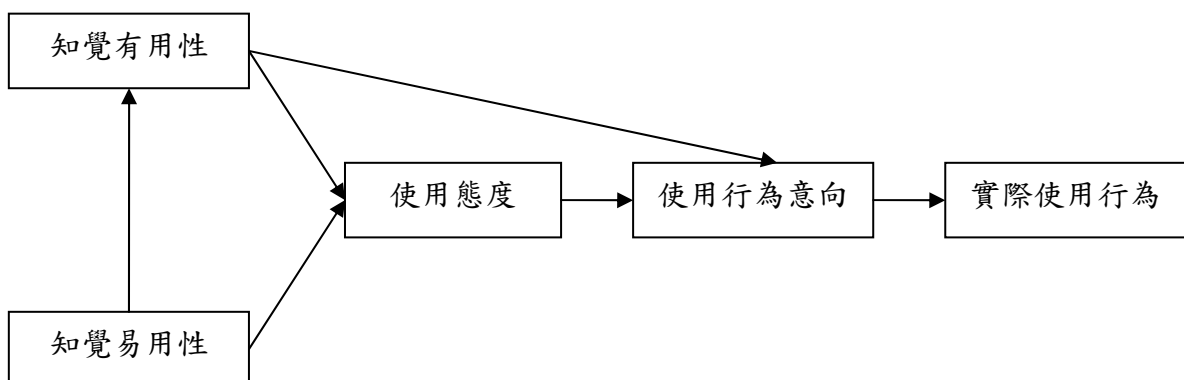 知覺有用性
使用態度
使用行為意向
實際使用行為
知覺易用性